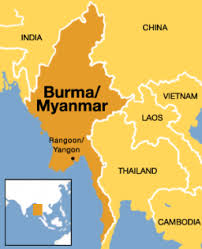 CHINA
INDIA
Burma/
Myanmar
VIETNAM
LAOS
Rangoon/
Yangon
THAILAND
CAMBODIA